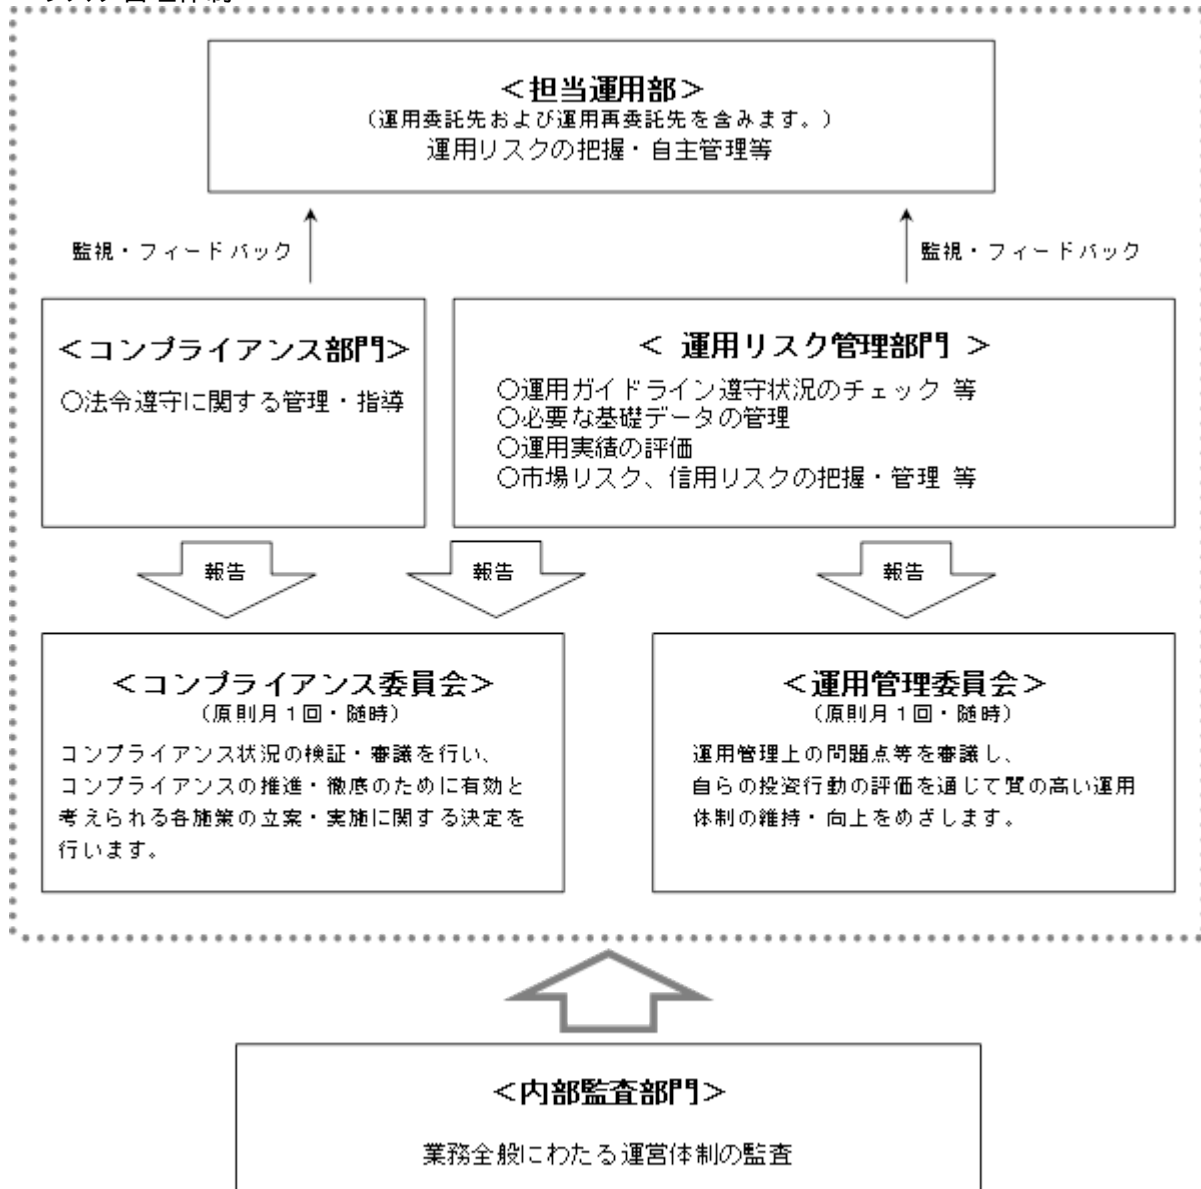 ＜担当運用部＞
（運用委託先および運用再委託先を含みます。）
運用リスクの把握・自主管理等
監視・フィードバック
監視・フィードバック
＜コンプライアンス部門＞
○法令遵守に関する管理・指導
＜ 運用リスク管理部門 ＞
○運用ガイドライン遵守状況のチェック 等
○必要な基礎データの管理
○運用実績の評価
○市場リスク、信用リスクの把握・管理 等
報告
報告
報告
＜コンプライアンス委員会＞
（原則月１回・随時）
コンプライアンス状況の検証・審議を行い、
コンプライアンスの推進・徹底のために有効と
考えられる各施策の立案・実施に関する決定を
行います。
＜運用管理委員会＞
（原則月１回・随時）
運用管理上の問題点等を審議し、
自らの投資行動の評価を通じて質の高い運用
体制の維持・向上をめざします。
＜内部監査部門＞
業務全般にわたる運営体制の監査